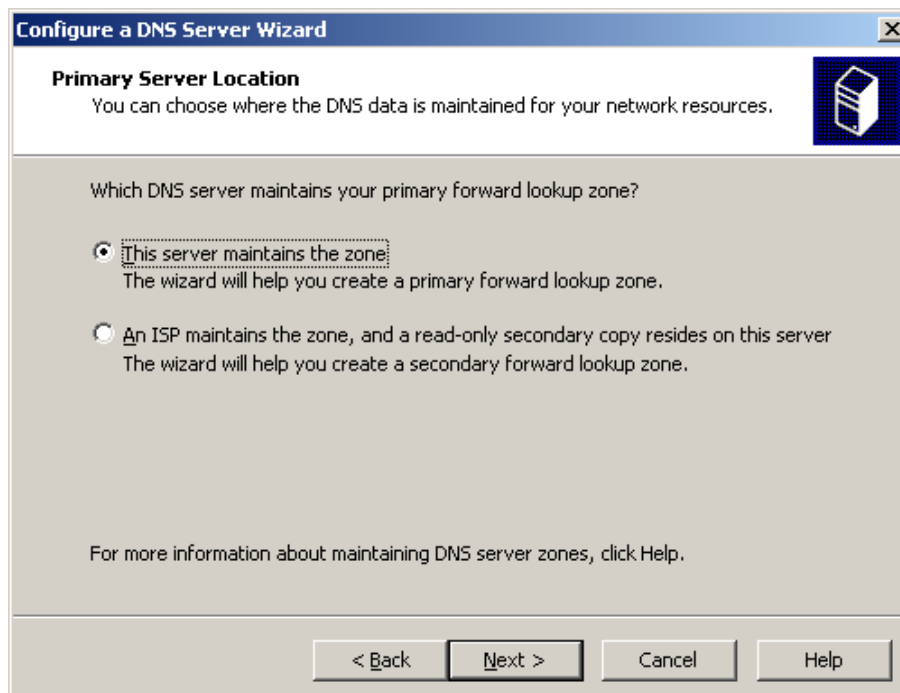 Configure a DNS Server Wizard
Primary Server Location
You can choose where the DNS data is maintained for your network resources.
Which DNS server maintains your primary forward lookup zone?
This server maintains the zone
The wizard will help you create a primary forward lookup zone.
An ISP maintains the zone, and a read-only secondary copy resides on this server
The wizard will help you create a secondary forward lookup zone.
For more information about maintaining DNS server zones, click Help.
< Back Next > Cancel Help